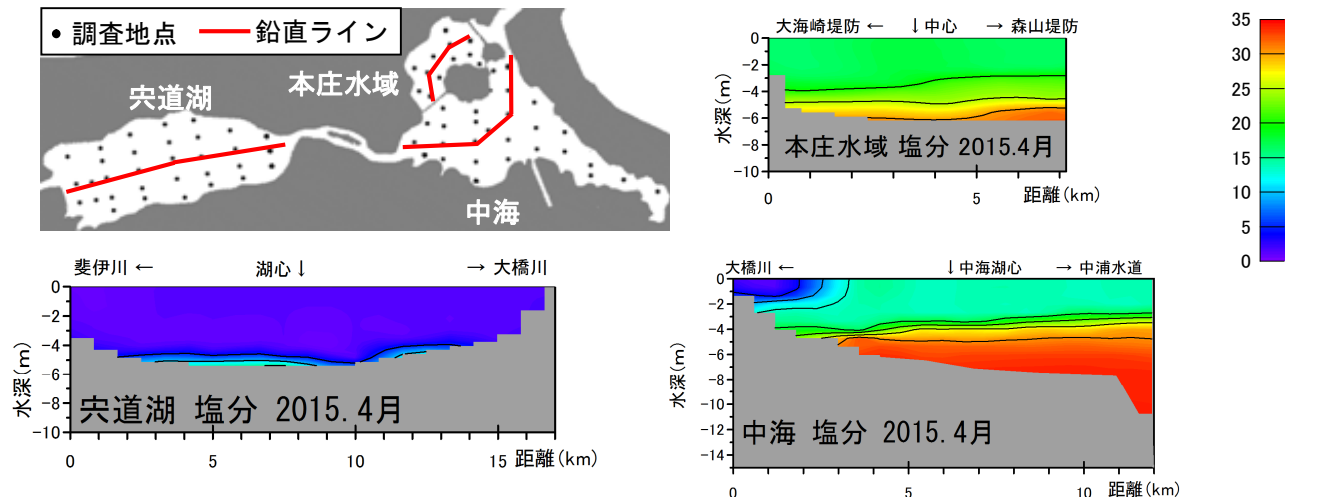 • 調査地点 鉛直ライン
宍道湖
本庄水域
中海
大海崎堤防 ← ↓中心 → 森山堤防
0
-2
-4
-6
-8
-10
水深(m)
本庄水域 塩分 2015.4月
0 5 距離(km)
35
30
25
20
15
10
5
0
斐伊川 ← 湖心↓ → 大橋川
0
-2
-4
-6
-8
-10
水深(m)
宍道湖 塩分 2015.4月
0 5 10 15 距離(km)
大橋川 ← ↓中海湖心 → 中浦水道
0
-2
-4
-6
-8
-10
-12
-14
水深(m)
中海 塩分 2015.4月
0 5 10 距離(km)